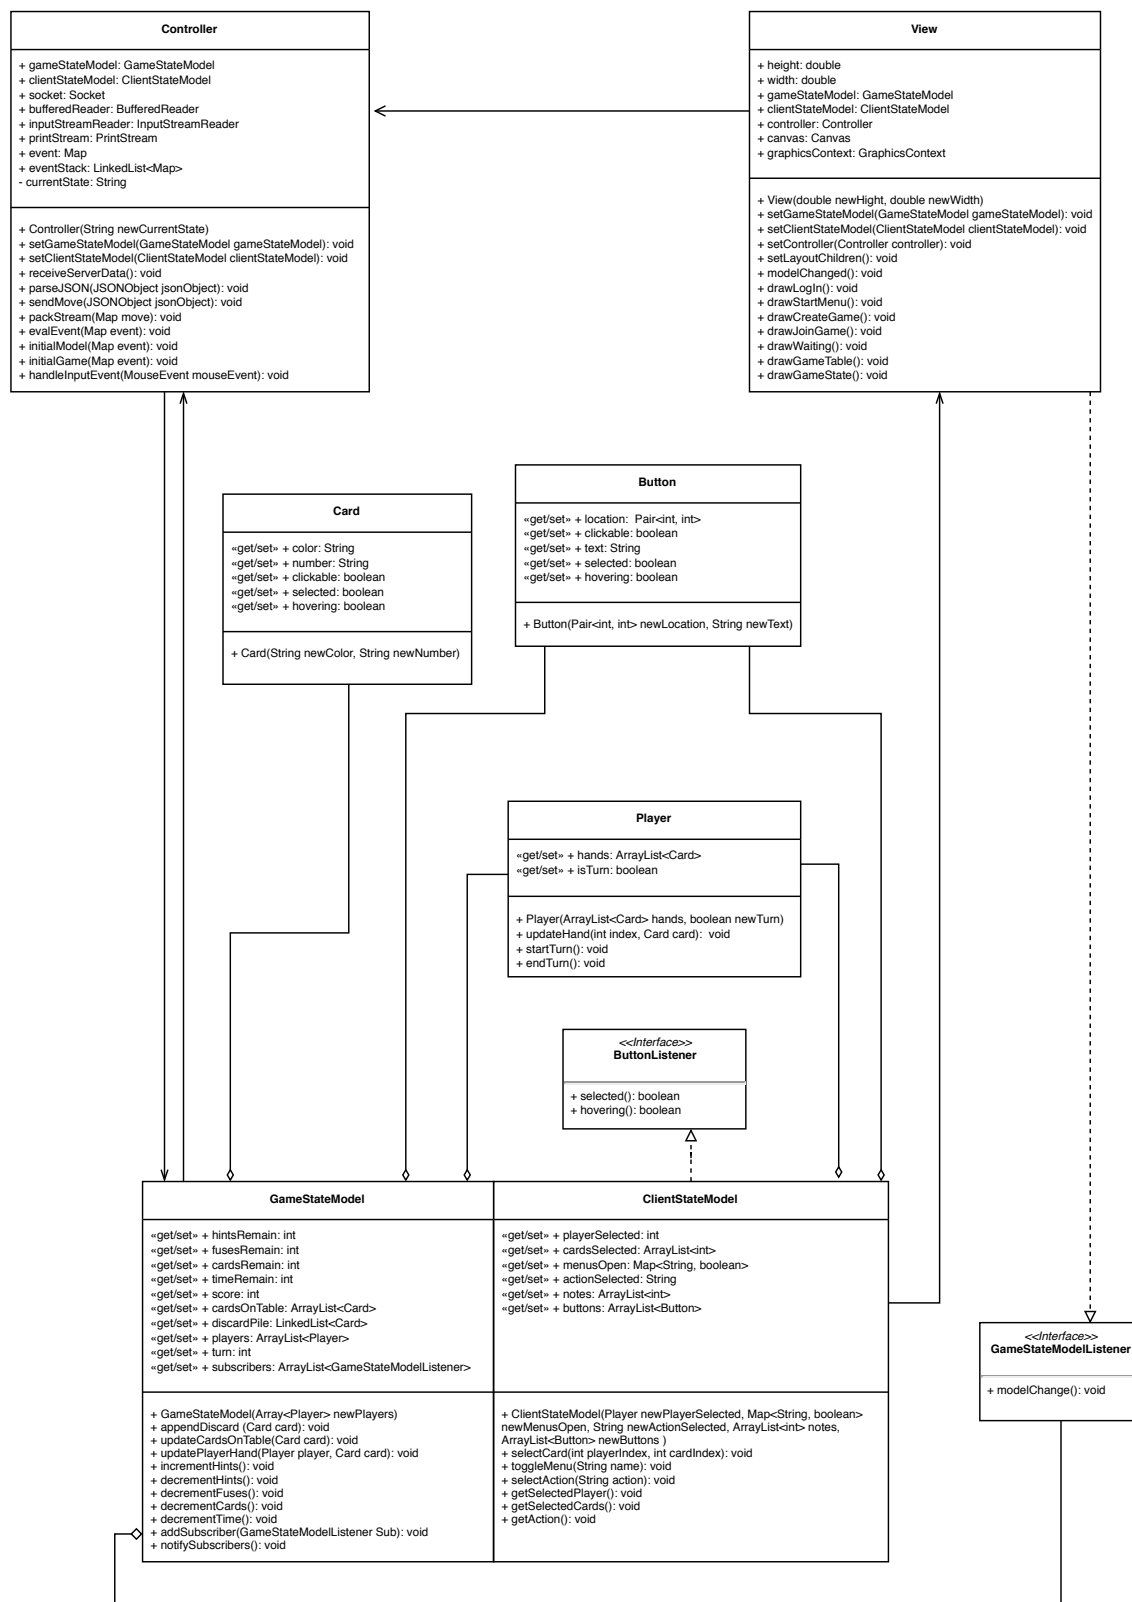 Controller
+ gameStateModel: GameStateModel
+ clientStateModel: ClientStateModel
+ socket: Socket
+ bufferedReader: BufferedReader
+ inputStreamReader: InputStreamReader
+ printStream: PrintStream
+ event: Map
+ eventStack: LinkedList<Map>
- currentState: String
+ Controller(String newCurrentState)
+ setGameStateModel(GameStateModel gameStateModel): void
+ setClientStateModel(ClientStateModel clientStateModel): void
+ receiveServerData(): void
+ parseJSON(JSONObject jsonObject): void
+ sendMove(JSONObject jsonObject): void
+ packStream(Map move): void
+ evalEvent(Map event): void
+ initialModel(Map event): void
+ initialGame(Map event): void
+ handleInputEvent(MouseEvent mouseEvent): void
View
+ height: double
+ width: double
+ gameStateModel: GameStateModel
+ clientStateModel: ClientStateModel
+ controller: Controller
+ canvas: Canvas
+ graphicsContext: GraphicsContext
+ View(double newHight, double newWidth)
+ setGameStateModel(GameStateModel gameStateModel): void
+ setClientStateModel(ClientStateModel clientStateModel): void
+ setController(Controller controller): void
+ setLayoutChildren(): void
+ modelChanged(): void
+ drawLogIn(): void
+ drawStartMenu(): void
+ drawCreateGame(): void
+ drawJoinGame(): void
+ drawWaiting(): void
+ drawGameTable(): void
+ drawGameState(): void
Card
«get/set» + color: String
«get/set» + number: String
«get/set» + clickable: boolean
«get/set» + selected: boolean
«get/set» + hovering: boolean
+ Card(String newColor, String newNumber)
Button
«get/set» + location:  Pair<int, int>
«get/set» + clickable: boolean
«get/set» + text: String
«get/set» + selected: boolean
«get/set» + hovering: boolean
+ Button(Pair<int, int> newLocation, String newText)
Player
«get/set» + hands: ArrayList<Card>
«get/set» + isTurn: boolean
+ Player(ArrayList<Card> hands, boolean newTurn)
+ updateHand(int index, Card card):  void
+ startTurn(): void
+ endTurn(): void
<<Interface>>
ButtonListener
+ selected(): boolean
+ hovering(): boolean
GameStateModel
«get/set» + hintsRemain: int
«get/set» + fusesRemain: int
«get/set» + cardsRemain: int
«get/set» + timeRemain: int
«get/set» + score: int
«get/set» + cardsOnTable: ArrayList<Card>
«get/set» + discardPile: LinkedList<Card>
«get/set» + players: ArrayList<Player>
«get/set» + turn: int
«get/set» + subscribers: ArrayList<GameStateModelListener>
+ GameStateModel(Array<Player> newPlayers)
+ appendDiscard (Card card): void
+ updateCardsOnTable(Card card): void
+ updatePlayerHand(Player player, Card card): void
+ incrementHints(): void
+ decrementHints(): void
+ decrementFuses(): void
+ decrementCards(): void
+ decrementTime(): void
+ addSubscriber(GameStateModelListener Sub): void
+ notifySubscribers(): void
ClientStateModel
«get/set» + playerSelected: int
«get/set» + cardsSelected: ArrayList<int>
«get/set» + menusOpen: Map<String, boolean>
«get/set» + actionSelected: String
«get/set» + notes: ArrayList<int>
«get/set» + buttons: ArrayList<Button>
+ ClientStateModel(Player newPlayerSelected, Map<String, boolean>
newMenusOpen, String newActionSelected, ArrayList<int> notes,
ArrayList<Button> newButtons )
+ selectCard(int playerIndex, int cardIndex): void
+ toggleMenu(String name): void
+ selectAction(String action): void
+ getSelectedPlayer(): void
+ getSelectedCards(): void
+ getAction(): void
<<Interface>>
GameStateModelListener
+ modelChange(): void